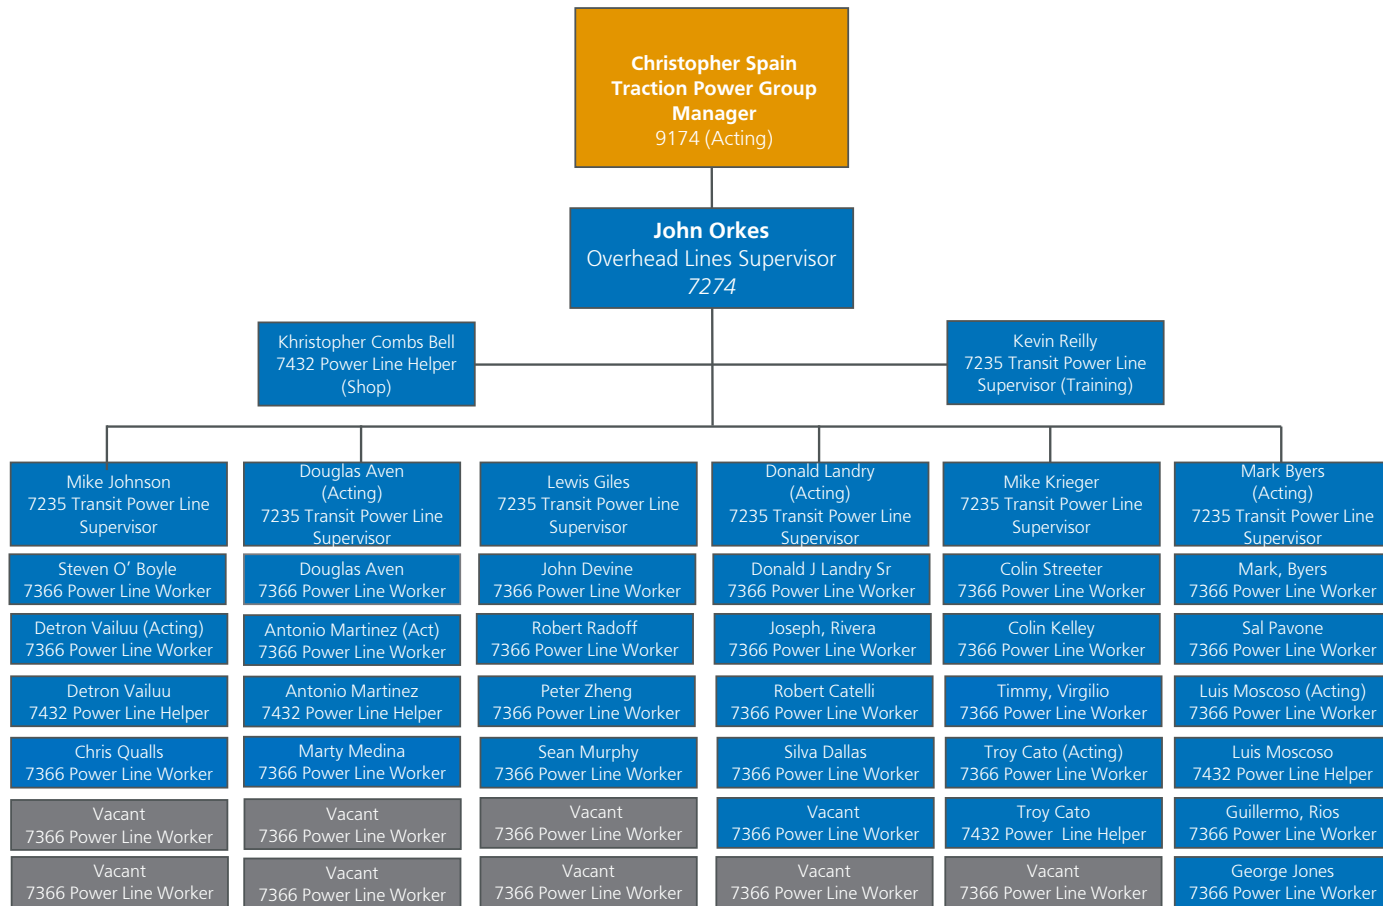 Christopher Spain
Traction Power Group
Manager
9174 (Acting)
John Orkes
Overhead Lines Supervisor
7274
Khristopher Combs Bell
7432 Power Line Helper
(Shop)
Kevin Reilly
7235 Transit Power Line
Supervisor (Training)
Mike Johnson
7235 Transit Power Line
Supervisor
Steven O’ Boyle
7366 Power Line Worker
Detron Vailuu (Acting)
7366 Power Line Worker
Detron Vailuu
7432 Power Line Helper
Chris Qualls
7366 Power Line Worker
Vacant
7366 Power Line Worker
Vacant
7366 Power Line Worker
Douglas Aven
(Acting)
7235 Transit Power Line
Supervisor
Douglas Aven
7366 Power Line Worker
Antonio Martinez (Act)
7366 Power Line Worker
Antonio Martinez
7432 Power Line Helper
Marty Medina
7366 Power Line Worker
Vacant
7366 Power Line Worker
Vacant
7366 Power Line Worker
Lewis Giles
7235 Transit Power Line
Supervisor
John Devine
7366 Power Line Worker
Robert Radoff
7366 Power Line Worker
Peter Zheng
7366 Power Line Worker
Sean Murphy
7366 Power Line Worker
Vacant
7366 Power Line Worker
Vacant
7366 Power Line Worker
Donald Landry
(Acting)
7235 Transit Power Line
Supervisor
Donald J Landry Sr
7366 Power Line Worker
Joseph, Rivera
7366 Power Line Worker
Robert Catelli
7366 Power Line Worker
Silva Dallas
7366 Power Line Worker
Vacant
7366 Power Line Worker
Vacant
7366 Power Line Worker
Mike Krieger
7235 Transit Power Line
Supervisor
Colin Streeter
7366 Power Line Worker
Colin Kelley
7366 Power Line Worker
Timmy, Virgilio
7366 Power Line Worker
Troy Cato (Acting)
7366 Power Line Worker
Troy Cato
7432 Power  Line Helper
Vacant
7366 Power Line Worker
Mark Byers
(Acting)
7235 Transit Power Line
Supervisor
Mark, Byers
7366 Power Line Worker
Sal Pavone
7366 Power Line Worker
Luis Moscoso (Acting)
7366 Power Line Worker
Luis Moscoso
7432 Power Line Helper
Guillermo, Rios
7366 Power Line Worker
George Jones
7366 Power Line Worker